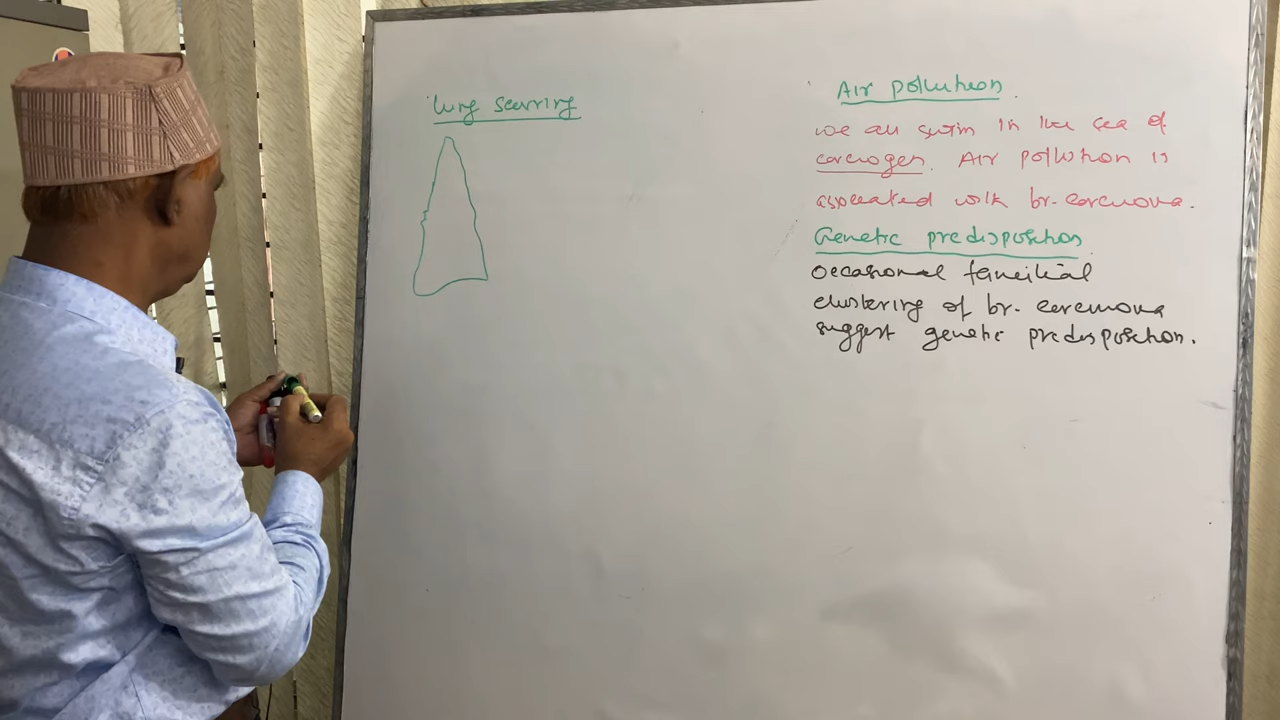 Lung scarring
Air pollution
we all swim in the sea of
carcinogen. Air pollution is
associated with br. carcinoma.
Genetic predisposition
Occasional familial
clustering of br. carcinoma
suggest genetic predisposition.